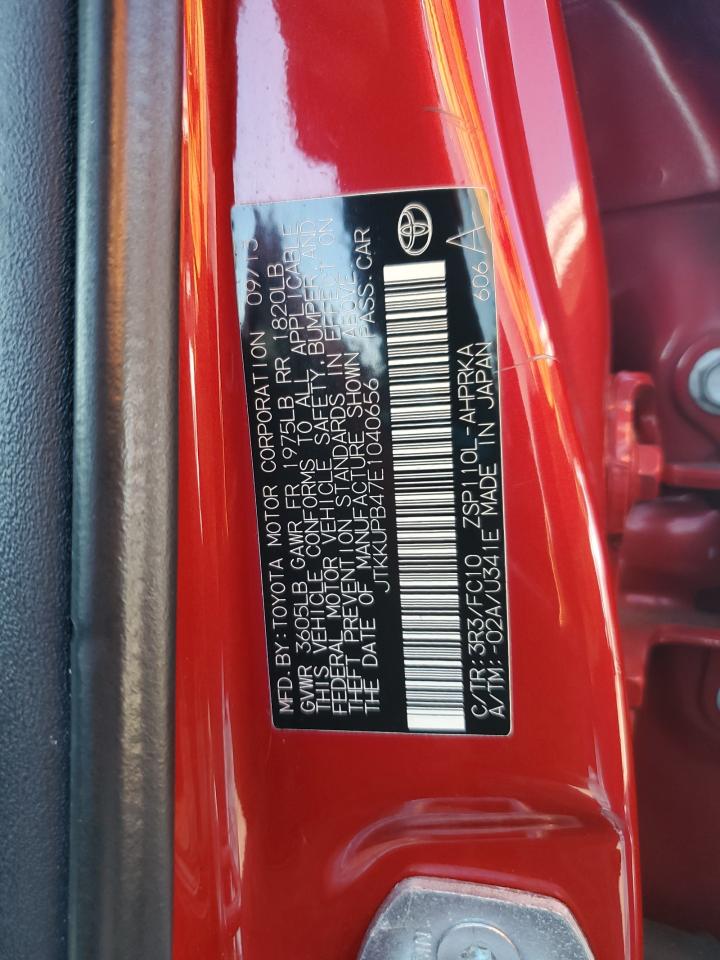 MFD. BY: TOYOTA MOTOR CORPORATION 09/13
GVWR 3605LB GAWR FR 1975LB RR 1820LB
THIS VEHICLE CONFORMS TO ALL APPLICABLE
FEDERAL MOTOR VEHICLE SAFETY, BUMPER, AND
THEFT PREVENTION STANDARDS IN EFFECT ON
THE DATE OF MANUFACTURE SHOWN ABOVE.
JTKKUPB47E1040656 PASS. CAR
C/TR: 3R3/FC10 ZSP110L-AHPRKA
A/TM: -02A/U341E MADE IN JAPAN 606 A